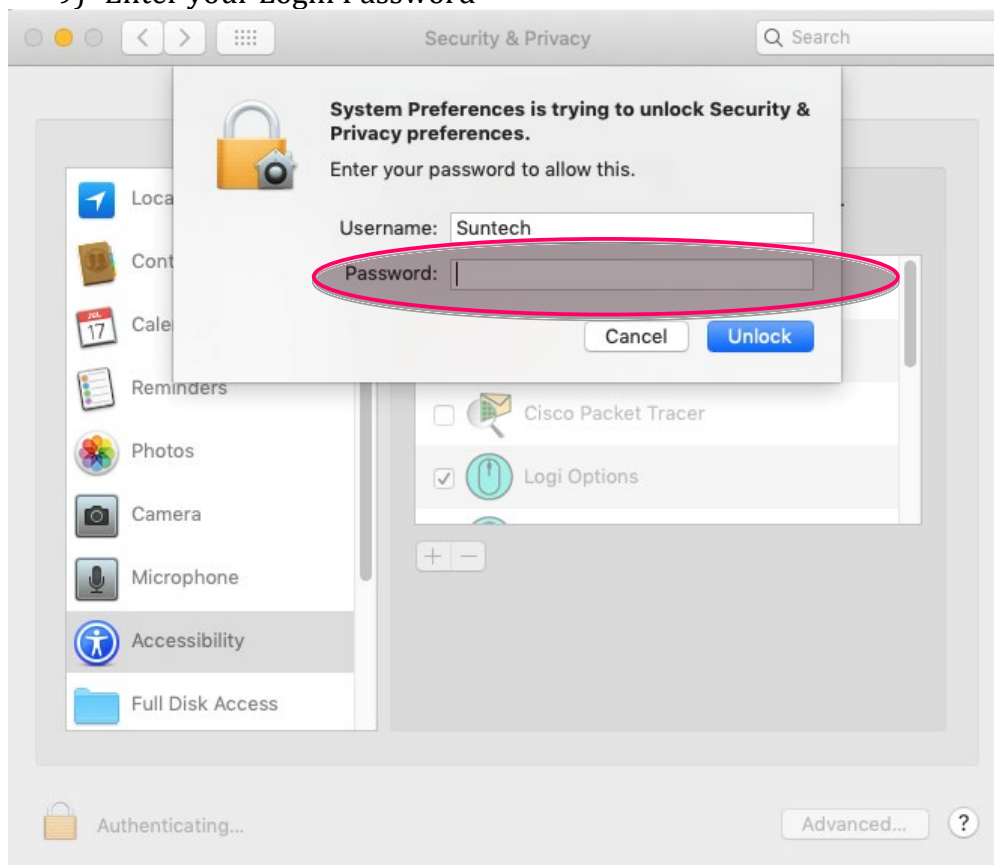 9) Enter your Login Password
Security & Privacy
Search
System Preferences is trying to unlock Security &
Privacy preferences.
Enter your password to allow this.
Username: Suntech
Password:
Cancel
Unlock
Loca
Cont
JUL
17
Cale
Reminders
Photos
Camera
Microphone
Accessibility
Full Disk Access
Cisco Packet Tracer
Logi Options
Authenticating...
Advanced...
?